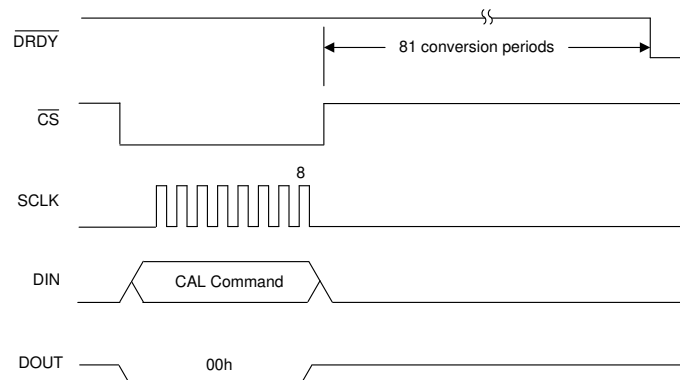 DRDY
81 conversion periods
CS
8
SCLK
DIN
CAL Command
DOUT
00h